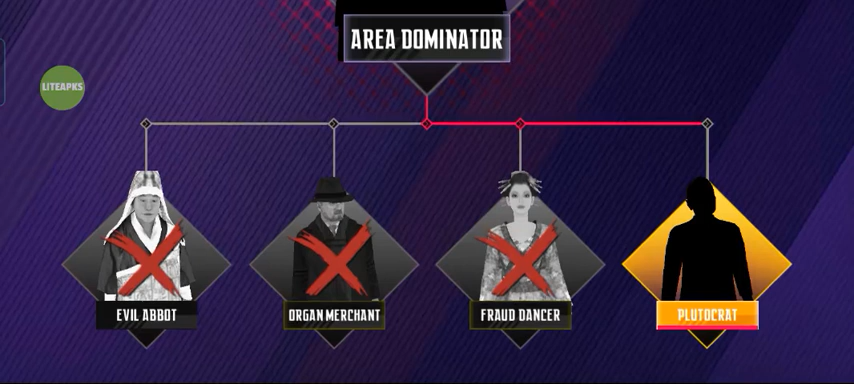 AREA DOMINATOR
LITEAPKS
EVIL ABBOT
ORGAN MERCHANT
FRAUD DANCER
PLUTOCRAT